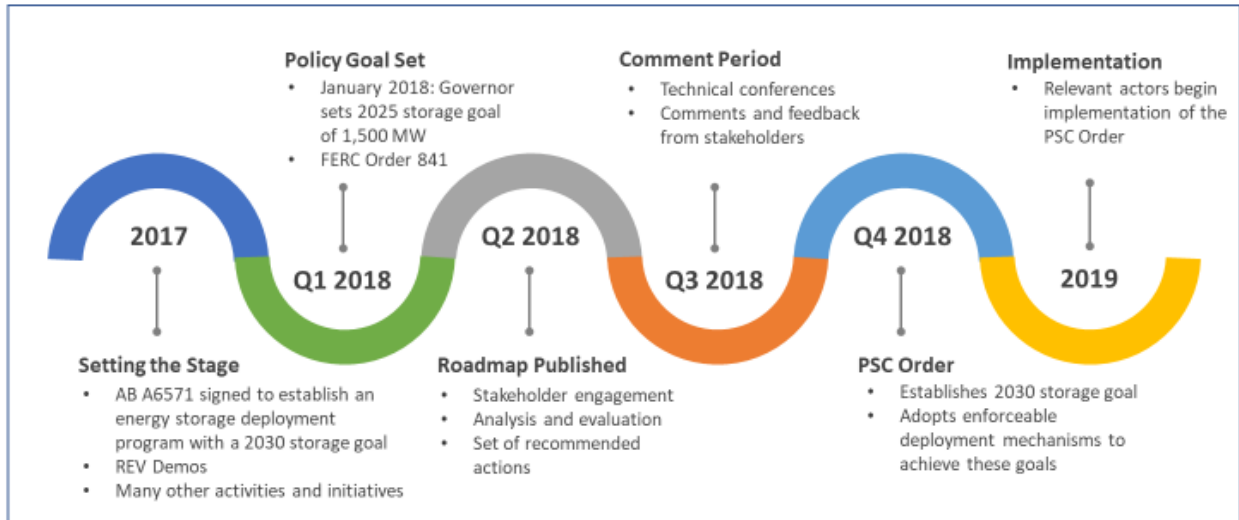 Policy Goal Set
• January 2018: Governor
sets 2025 storage goal
of 1,500 MW
• FERC Order 841
Comment Period
• Technical conferences
• Comments and feedback
from stakeholders
Implementation
• Relevant actors begin
implementation of the
PSC Order
2017
Q1 2018
Q2 2018
Q3 2018
Q4 2018
2019
Setting the Stage
• AB A6571 signed to establish an
energy storage deployment
program with a 2030 storage goal
• REV Demos
• Many other activities and initiatives
Roadmap Published
• Stakeholder engagement
• Analysis and evaluation
• Set of recommended
actions
PSC Order
• Establishes 2030 storage goal
• Adopts enforceable
deployment mechanisms to
achieve these goals